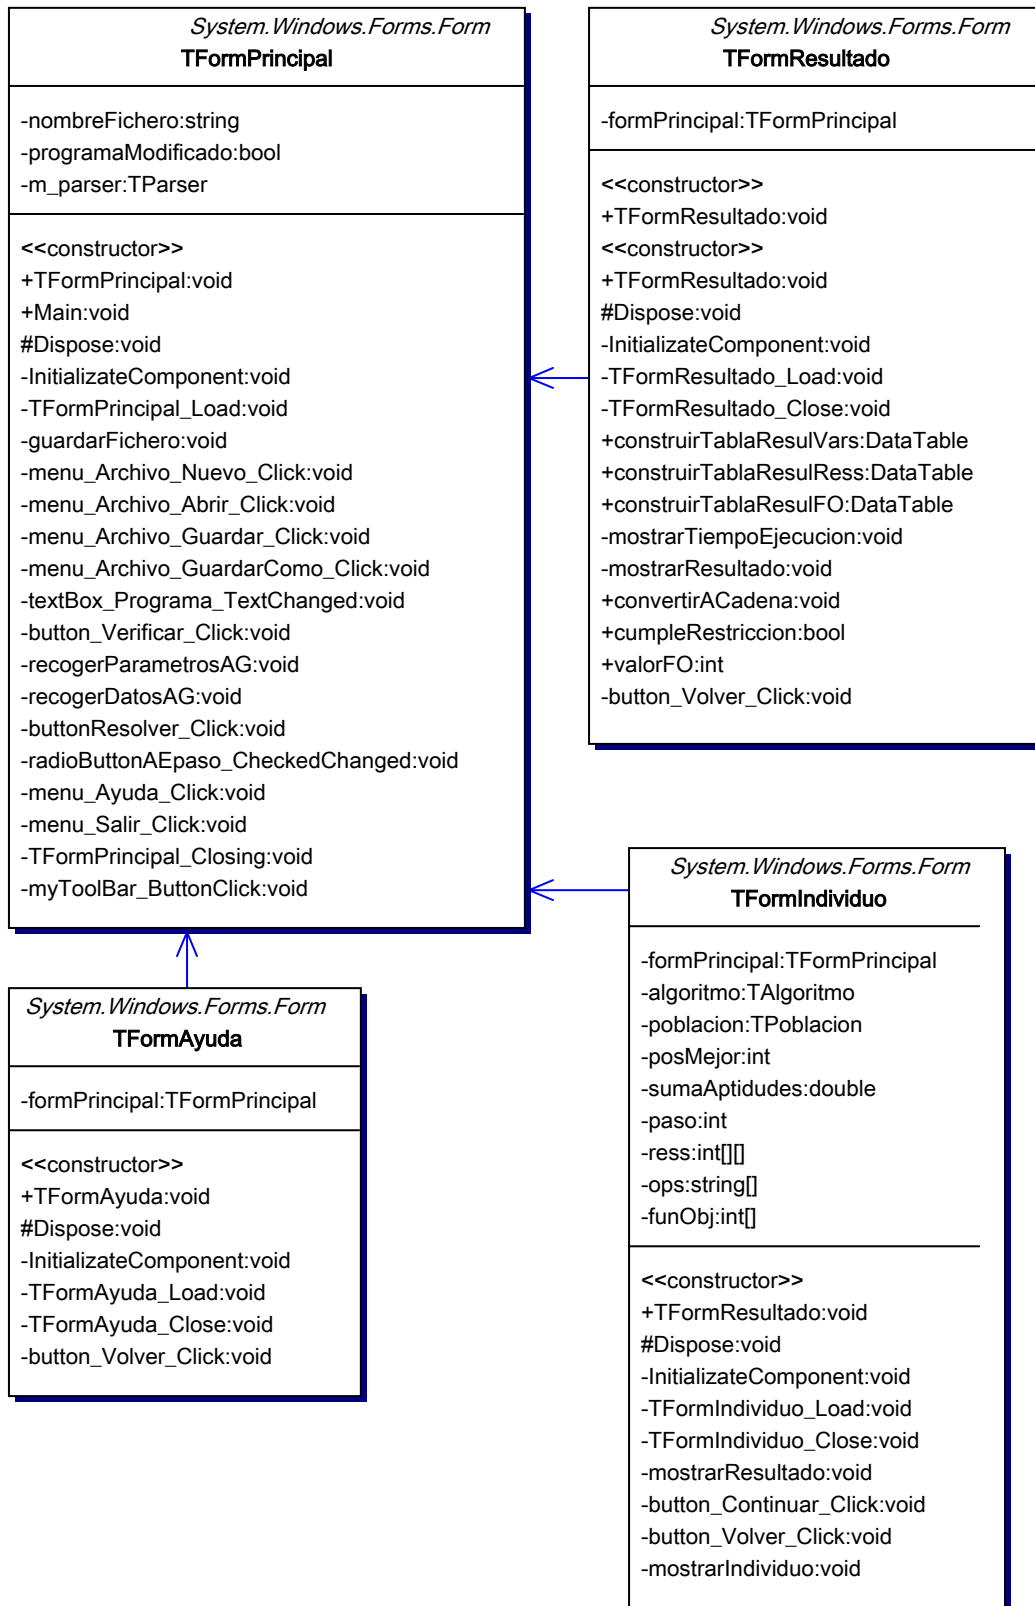 System.Windows.Forms.Form
TFormPrincipal
-nombreFichero:string
-programaModificado:bool
-m_parser:TParser
<<constructor>>
+TFormPrincipal:void
+Main:void
#Dispose:void
-InitializateComponent:void
-TFormPrincipal_Load:void
-guardarFichero:void
-menu_Archivo_Nuevo_Click:void
-menu_Archivo_Abrir_Click:void
-menu_Archivo_Guardar_Click:void
-menu_Archivo_GuardarComo_Click:void
-textBox_Programa_TextChanged:void
-button_Verificar_Click:void
-recogerParametrosAG:void
-recogerDatosAG:void
-buttonResolver_Click:void
-radioButtonAEpaso_CheckedChanged:void
-menu_Ayuda_Click:void
-menu_Salir_Click:void
-TFormPrincipal_Closing:void
-myToolBar_ButtonClick:void
System.Windows.Forms.Form
TFormResultado
-formPrincipal:TFormPrincipal
<<constructor>>
+TFormResultado:void
<<constructor>>
+TFormResultado:void
#Dispose:void
-InitializateComponent:void
-TFormResultado_Load:void
-TFormResultado_Close:void
+construirTablaResulVars:DataTable
+construirTablaResulRess:DataTable
+construirTablaResulFO:DataTable
-mostrarTiempoEjecucion:void
-mostrarResultado:void
+convertirACadena:void
+cumpleRestriccion:bool
+valorFO:int
-button_Volver_Click:void
System.Windows.Forms.Form
TFormAyuda
-formPrincipal:TFormPrincipal
<<constructor>>
+TFormAyuda:void
#Dispose:void
-InitializateComponent:void
-TFormAyuda_Load:void
-TFormAyuda_Close:void
-button_Volver_Click:void
System.Windows.Forms.Form
TFormIndividuo
-formPrincipal:TFormPrincipal
-algoritmo:TAlgoritmo
-poblacion:TPoblacion
-posMejor:int
-sumaAptidudes:double
-paso:int
-ress:int[][]
-ops:string[]
-funObj:int[]
<<constructor>>
+TFormResultado:void
#Dispose:void
-InitializateComponent:void
-TFormIndividuo_Load:void
-TFormIndividuo_Close:void
-mostrarResultado:void
-button_Continuar_Click:void
-button_Volver_Click:void
-mostrarIndividuo:void